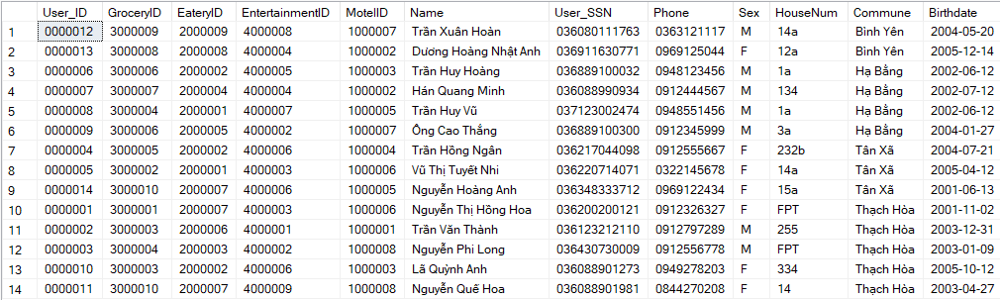 User_ID GroceryID EateryID EntertainmentID MotelID Name User_SSN Phone Sex HouseNum Commune Birthdate
1 0000012 3000009 2000009 4000008 1000007 Trần Xuân Hoàn 036080111763 0363121117 M 14a Bình Yên 2004-05-20
2 0000013 3000008 2000008 4000006 1000002 Dương Hoàng Nhật Anh 036911630771 0969125044 F 12a Bình Yên 2005-12-14
3 0000006 3000006 2000002 4000005 1000003 Trần Huy Hoàng 036889100032 0948123456 M 1a Hạ Bằng 2002-06-12
4 0000007 3000007 2000004 4000004 1000002 Hán Quang Minh 036088990934 0912444567 M 134 Hạ Bằng 2002-07-12
5 0000008 3000004 2000001 4000007 1000005 Trần Huy Vũ 037123002474 0948551456 M 1a Hạ Bằng 2002-06-12
6 0000009 3000006 2000005 4000002 1000007 Ông Cao Thắng 036889100300 0912345999 M 3a Hạ Bằng 2004-01-27
7 0000004 3000005 2000002 4000006 1000004 Trần Hồng Ngân 036217044098 0912555667 F 232b Tân Xã 2004-07-21
8 0000005 3000002 2000001 4000003 1000006 Vũ Thị Tuyết Nhi 036220714071 0322145678 F 14a Tân Xã 2005-04-12
9 0000014 3000010 2000007 4000006 1000005 Nguyễn Hoàng Anh 036348333712 0969122434 F 15a Tân Xã 2001-06-13
10 0000001 3000001 2000007 4000003 1000006 Nguyễn Thị Hồng Hoa 036200200121 0912326327 F FPT Thạch Hòa 2001-11-02
11 0000002 3000003 2000006 4000001 1000001 Trần Văn Thành 036123212110 0912797289 M 255 Thạch Hòa 2003-12-31
12 0000003 3000004 2000003 4000002 1000008 Nguyễn Phi Long 036430730009 0912556778 M FPT Thạch Hòa 2003-01-09
13 0000010 3000003 2000002 4000006 1000003 Lã Quỳnh Anh 036088901273 0949278203 F 334 Thạch Hòa 2005-10-12
14 0000011 3000010 2000007 4000009 1000008 Nguyễn Quế Hoa 036088901981 0844270208 F 14 Thạch Hòa 2003-04-27